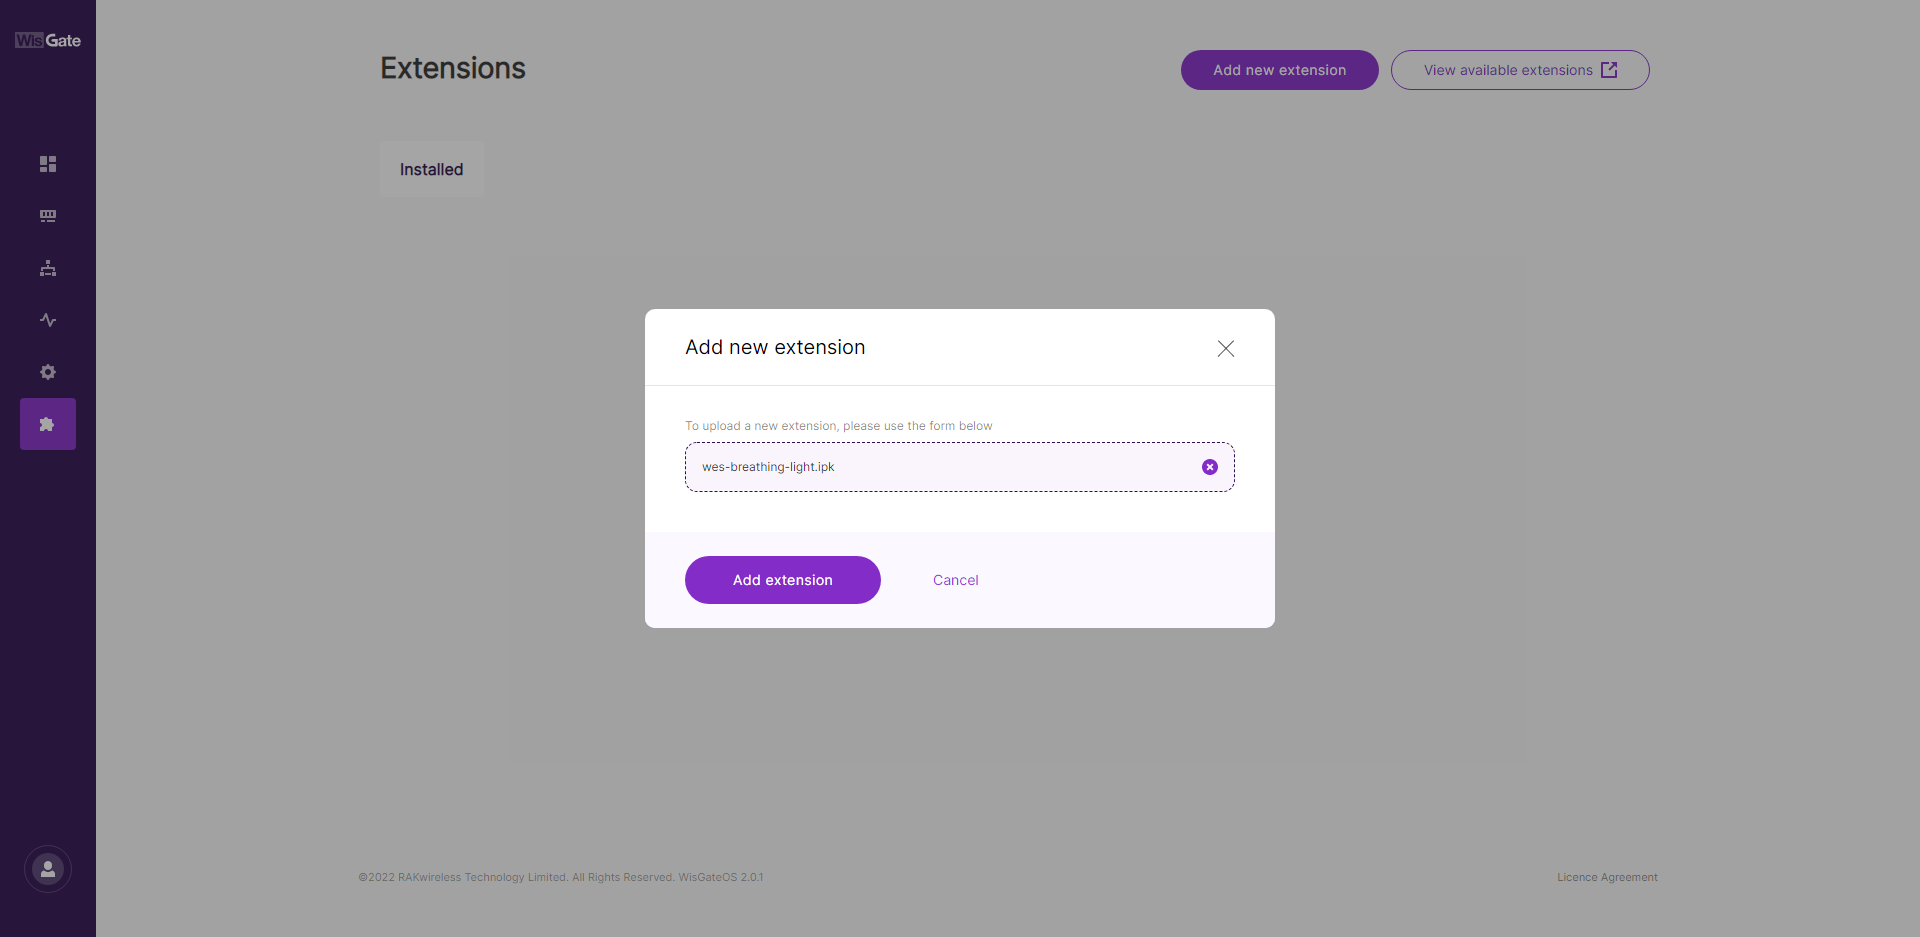 WisGate
Extensions
Add new extension
View available extensions
Installed
Add new extension
To upload a new extension, please use the form below
wes-breathing-light.ipk
Add extension
Cancel
©2022 RAKwireless Technology Limited. All Rights Reserved. WisGateOS 2.0.1
Licence Agreement